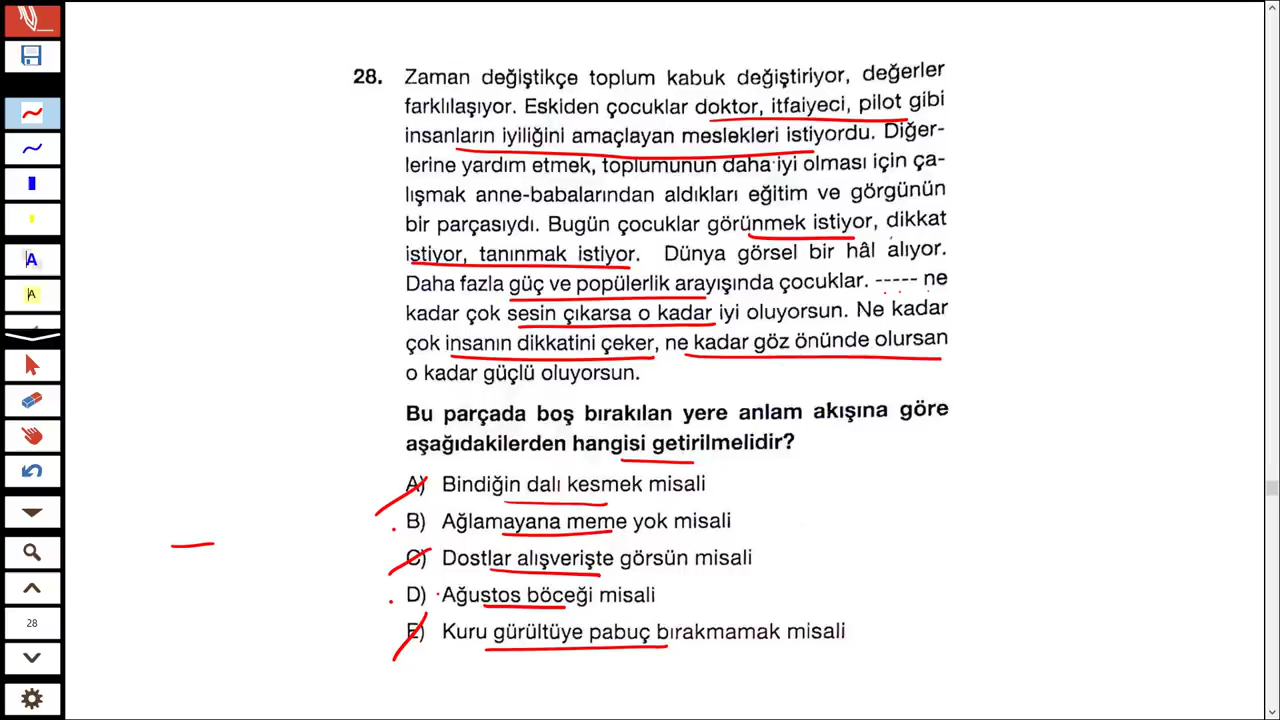 28. Zaman değiştikçe toplum kabuk değiştiriyor, değerler
farklılaşıyor. Eskiden çocuklar doktor, itfaiyeci, pilot gibi
insanların iyiliğini amaçlayan meslekleri istiyordu. Diğer-
lerine yardım etmek, toplumunun daha iyi olması için ça-
lışmak anne-babalarından aldıkları eğitim ve görgünün
bir parçasıydı. Bugün çocuklar görünmek istiyor, dikkat
istiyor, tanınmak istiyor. Dünya görsel bir hâl alıyor.
Daha fazla güç ve popülerlik arayışında çocuklar. ----- ne
kadar çok sesin çıkarsa o kadar iyi oluyorsun. Ne kadar
çok insanın dikkatini çeker, ne kadar göz önünde olursan
o kadar güçlü oluyorsun.
Bu parçada boş bırakılan yere anlam akışına göre
aşağıdakilerden hangisi getirilmelidir?
A) Bindiğin dalı kesmek misali
B) Ağlamayana meme yok misali
C) Dostlar alışverişte görsün misali
D) Ağustos böceği misali
E) Kuru gürültüye pabuç bırakmamak misali
A
A
28